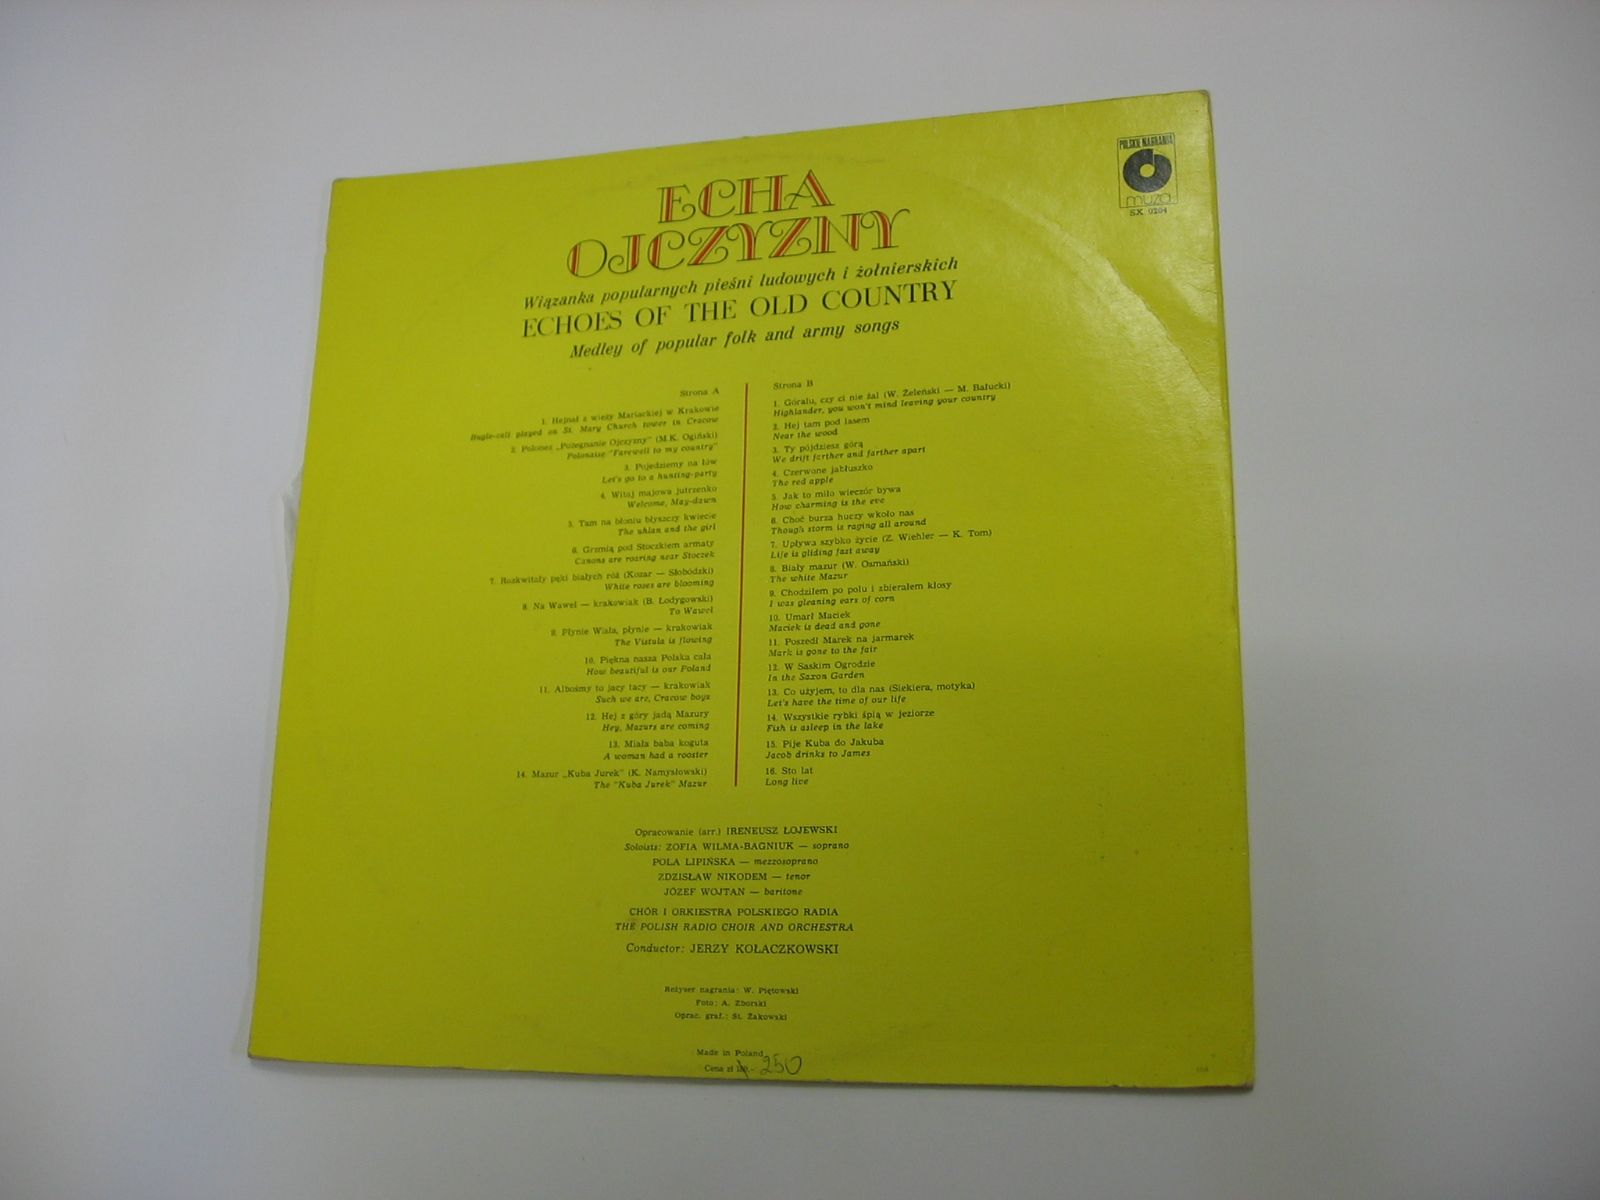 POLSKIE NAGRANIA
muza
SX 0204
ECHA
OJCZYZNY
Wiązanka popularnych pieśni ludowych i żołnierskich
ECHOES OF THE OLD COUNTRY
Medley of popular folk and army songs
Strona A
1. Hejnał z wieży Mariackiej w Krakowie
Bugle-call played on St. Mary Church tower in Cracow
2. Polonez „Pożegnanie Ojczyzny" (M.K. Ogiński)
Polonaise "Farewell to my country"
3. Pojedziemy na łów
Let's go to a hunting-party
4. Witaj majowa jutrzenko
Welcome, May-dawn
5. Tam na błoniu błyszczy kwiecie
The uhlan and the girl
6. Grzmią pod Stoczkiem armaty
Canons are roaring near Stoczek
7. Rozkwitały pęki białych róż (Kozar — Słobódzki)
White roses are blooming
8. Na Wawel — krakowiak (B. Łodygowski)
To Wawel
9. Płynie Wisła, płynie — krakowiak
The Vistula is flowing
10. Piękna nasza Polska cała
How beautiful is our Poland
11. Albośmy to jacy tacy — krakowiak
Such we are, Cracow boys
12. Hej z góry jadą Mazury
Hey, Mazurs are coming
13. Miała baba koguta
A woman had a rooster
14. Mazur „Kuba Jurek" (K. Namysłowski)
The "Kuba Jurek" Mazur
Strona B
1. Góralu, czy ci nie żal (W. Żeleński — M. Bałucki)
Highlander, you won't mind leaving your country
2. Hej tam pod lasem
Near the wood
3. Ty pójdziesz górą
We drift farther and farther apart
4. Czerwone jabłuszko
The red apple
5. Jak to miło wieczór bywa
How charming is the eve
6. Choć burza huczy wkoło nas
Though storm is raging all around
7. Upływa szybko życie (Z. Wiehler — K. Tom)
Life is gliding fast away
8. Biały mazur (W. Osmański)
The white Mazur
9. Chodziłem po polu i zbierałem kłosy
I was gleaning ears of corn
10. Umarł Maciek
Maciek is dead and gone
11. Poszedł Marek na jarmarek
Mark is gone to the fair
12. W Saskim Ogrodzie
In the Saxon Garden
13. Co użyjem, to dla nas (Siekiera, motyka)
Let's have the time of our life
14. Wszystkie rybki śpią w jeziorze
Fish is asleep in the lake
15. Pije Kuba do Jakuba
Jacob drinks to James
16. Sto lat
Long live
Opracowanie (arr.) IRENEUSZ ŁOJEWSKI
Soloists: ZOFIA WILMA-BAGNIUK — soprano
POLA LIPIŃSKA — mezzosoprano
ZDZISŁAW NIKODEM — tenor
JÓZEF WOJTAN — baritone
CHÓR I ORKIESTRA POLSKIEGO RADIA
THE POLISH RADIO CHOIR AND ORCHESTRA
Conductor: JERZY KOŁACZKOWSKI
Reżyser nagrania: W. Piętowski
Foto: A. Zborski
Oprac. graf.: St. Żakowski
Made in Poland
Cena zł 250